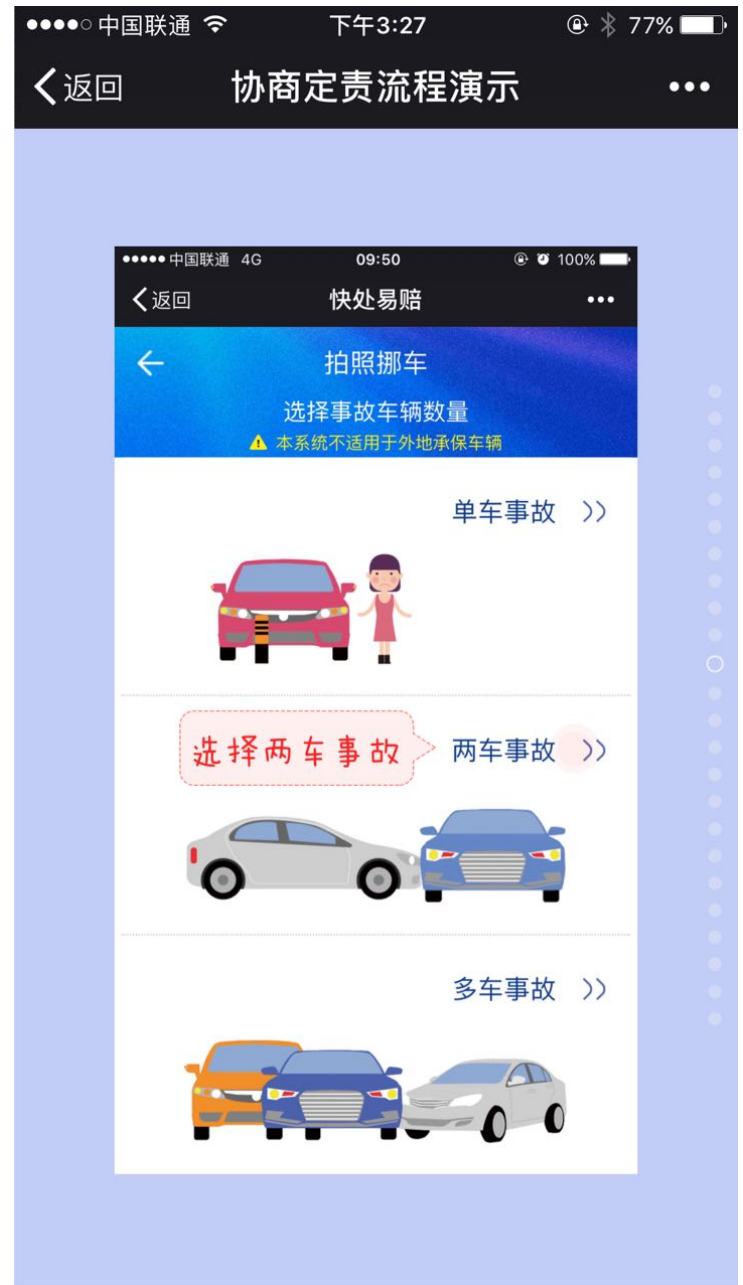 中国联通 下午3:27 77%
返回 协商定责流程演示
中国联通 4G 09:50 100%
返回 快处易赔
拍照挪车
选择事故车辆数量
本系统不适用于外地承保车辆
单车事故
选择两车事故 两车事故
多车事故